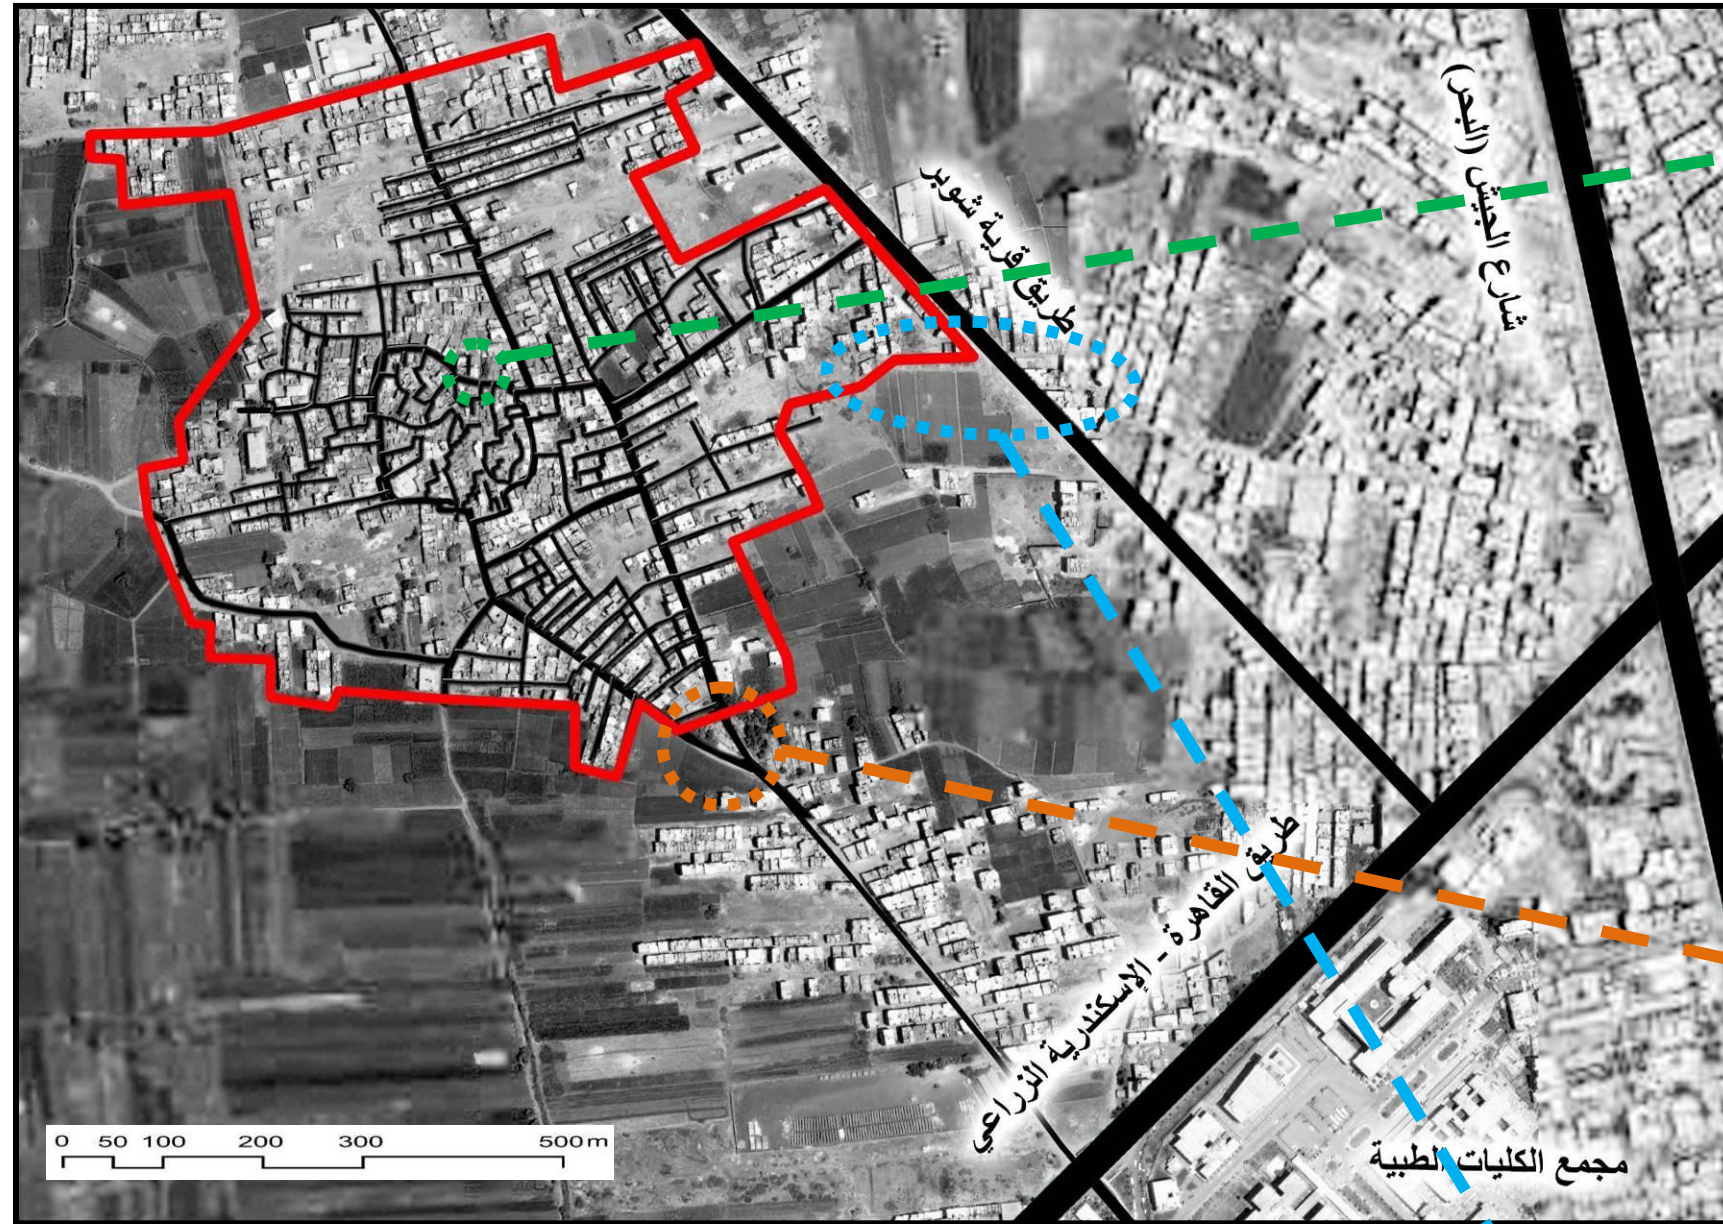 شارع الجيش (البحر)
طريق قرية شوبر
طريق القاهرة - الإسكندرية الزراعي
مجمع الكليات الطبية
0 50 100 200 300 500 m